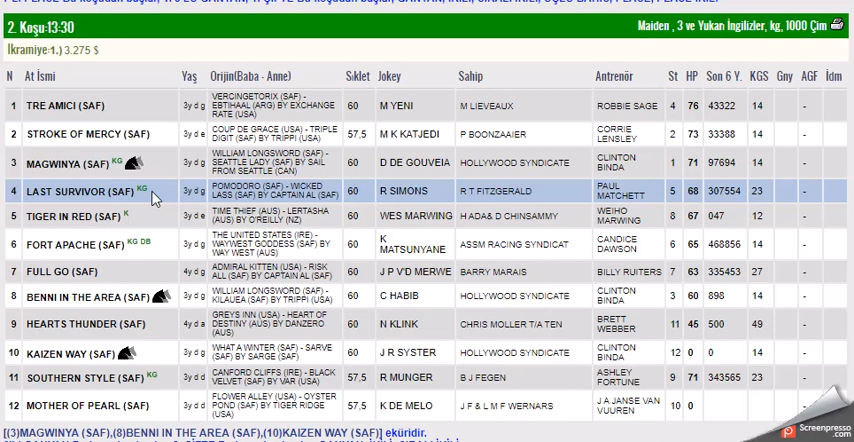 2. Koşu:13:30 Maiden , 3 ve Yukarı İngilizler, kg, 1000 Çim
İkramiye:1.) 3.275 $
N At İsmi Yaş Orijin(Baba - Anne) Sıklet Jokey Sahip Antrenör St HP Son 6 Y. KGS Gny AGF İdm
1 TRE AMICI (SAF) 3y d g VERCINGETORIX (SAF) - EBTIHAAL (ARG) BY EXCHANGE RATE (USA) 60 M YENI M LIEVEAUX ROBBIE SAGE 4 76 43322 14 -
2 STROKE OF MERCY (SAF) 3y d e COUP DE GRACE (USA) - TRIPLE DIGIT (SAF) BY TRIPPI (USA) 57,5 M K KATJEDI P BOONZAAIER CORRIE LENSLEY 2 73 33388 14 -
3 MAGWINYA (SAF) KG 3y d g WILLIAM LONGSWORD (SAF) - SEATTLE LADY (SAF) BY SAIL FROM SEATTLE (CAN) 60 D DE GOUVEIA HOLLYWOOD SYNDICATE CLINTON BINDA 1 71 97694 14 -
4 LAST SURVIVOR (SAF) KG 3y d g POMODORO (SAF) - WICKED LASS (SAF) BY CAPTAIN AL (SAF) 60 R SIMONS R T FITZGERALD PAUL MATCHETT 5 68 307554 23 -
5 TIGER IN RED (SAF) K 3y d e TIME THIEF (AUS) - LERTASHA (AUS) BY O'REILLY (NZ) 60 WES MARWING H ADA& D CHINSAMMY WEIHO MARWING 8 67 047 12 -
6 FORT APACHE (SAF) KG DB 3y d g THE UNITED STATES (IRE) - WAYWEST GODDESS (SAF) BY WAY WEST (AUS) 60 K MATSUNYANE ASSM RACING SYNDICAT CANDICE DAWSON 6 65 468856 14 -
7 FULL GO (SAF) 4y d g ADMIRAL KITTEN (USA) - RISK ALL (SAF) BY CAPTAIN AL (SAF) 60 J P V'D MERWE BARRY MARAIS BILLY RUITERS 7 63 335453 27 -
8 BENNI IN THE AREA (SAF) 3y d g WILLIAM LONGSWORD (SAF) - KILAUEA (SAF) BY TRIPPI (USA) 60 C HABIB HOLLYWOOD SYNDICATE CLINTON BINDA 3 60 898 14 -
9 HEARTS THUNDER (SAF) 4y d a GREYS INN (USA) - HEART OF DESTINY (AUS) BY DANZERO (AUS) 60 N KLINK CHRIS MOLLER T/A TEN BRETT WEBBER 11 45 500 49 -
10 KAIZEN WAY (SAF) 3y d g WHAT A WINTER (SAF) - SARVE (SAF) BY SARGE (SAF) 60 J R SYSTER HOLLYWOOD SYNDICATE CLINTON BINDA 12 0 0 14 -
11 SOUTHERN STYLE (SAF) KG 3y d d CANFORD CLIFFS (IRE) - BLACK VELVET (SAF) BY VAR (USA) 57,5 R MUNGER B J FEGEN ASHLEY FORTUNE 9 71 343565 23 -
12 MOTHER OF PEARL (SAF) 3y d d FLOWER ALLEY (USA) - OYSTER POND (SAF) BY TIGER RIDGE (USA) 57,5 K DE MELO J F & L M F WERNARS J A JANSE VAN VUUREN 10 0 -
[(3)MAGWINYA (SAF),(8)BENNI IN THE AREA (SAF),(10)KAIZEN WAY (SAF)] eküridir.
Screenpresso.com